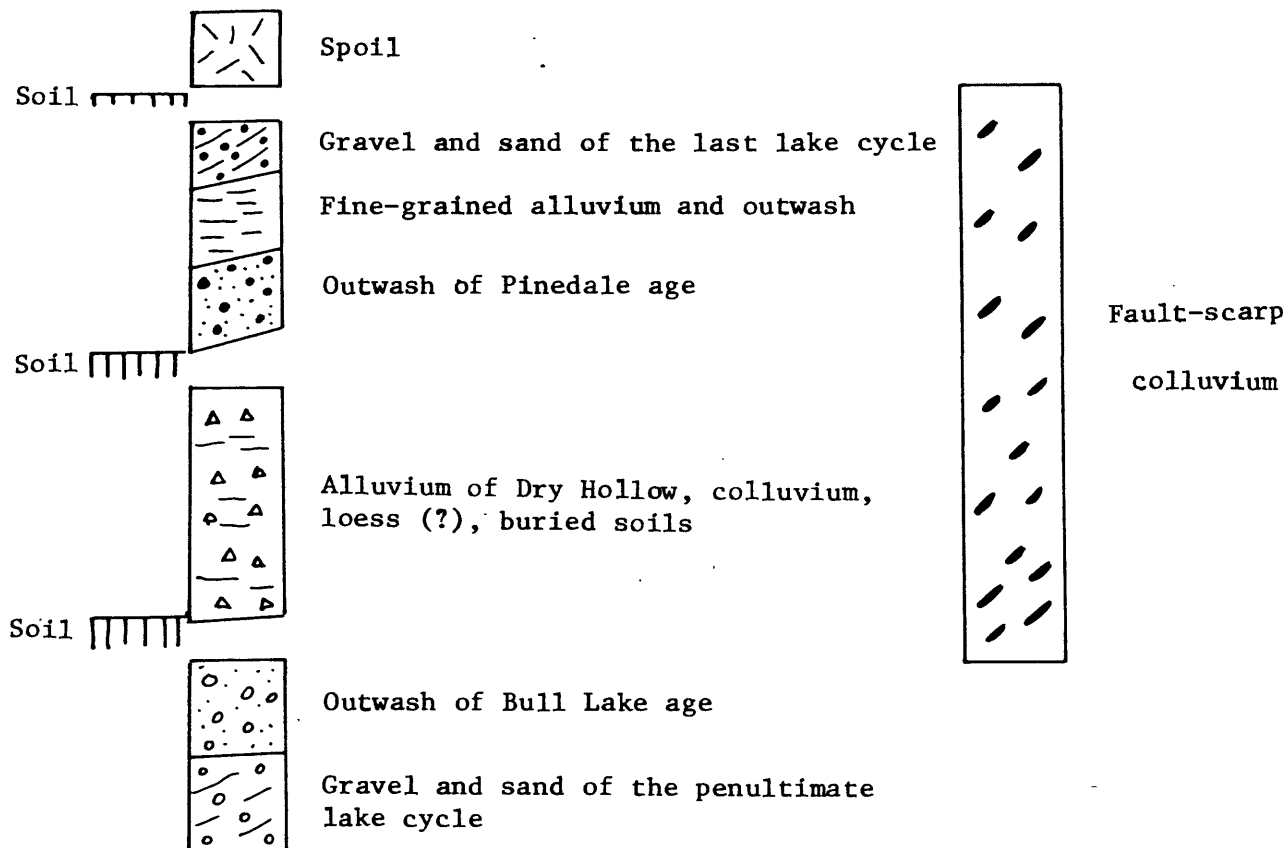 Spoil
Soil
Gravel and sand of the last lake cycle
Fine-grained alluvium and outwash
Outwash of Pinedale age
Fault-scarp
colluvium
Soil
Alluvium of Dry Hollow, colluvium,
loess (?), buried soils
Soil
Outwash of Bull Lake age
Gravel and sand of the penultimate
lake cycle